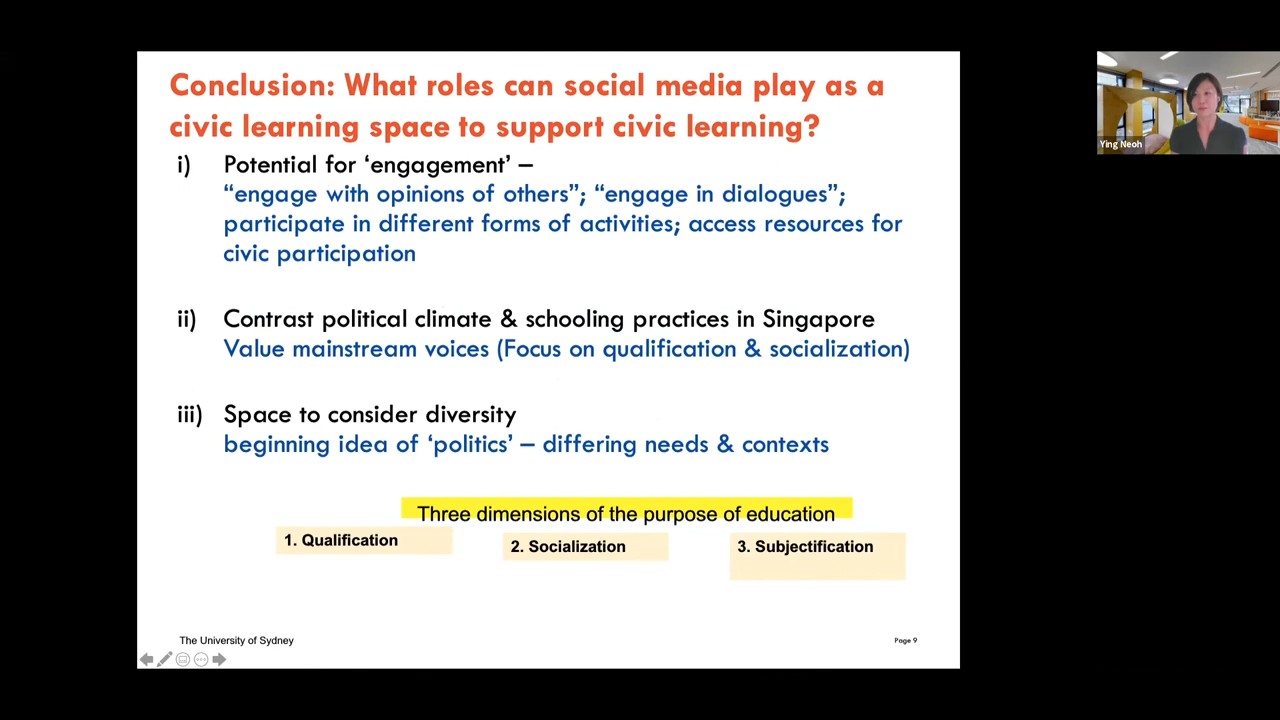 Conclusion: What roles can social media play as a
civic learning space to support civic learning?
i) Potential for ‘engagement’ –
“engage with opinions of others”; “engage in dialogues”;
participate in different forms of activities; access resources for
civic participation
ii) Contrast political climate & schooling practices in Singapore
Value mainstream voices (Focus on qualification & socialization)
iii) Space to consider diversity
beginning idea of ‘politics’ – differing needs & contexts
Three dimensions of the purpose of education
1. Qualification
2. Socialization
3. Subjectification
The University of Sydney
Page 9
Ying Neoh